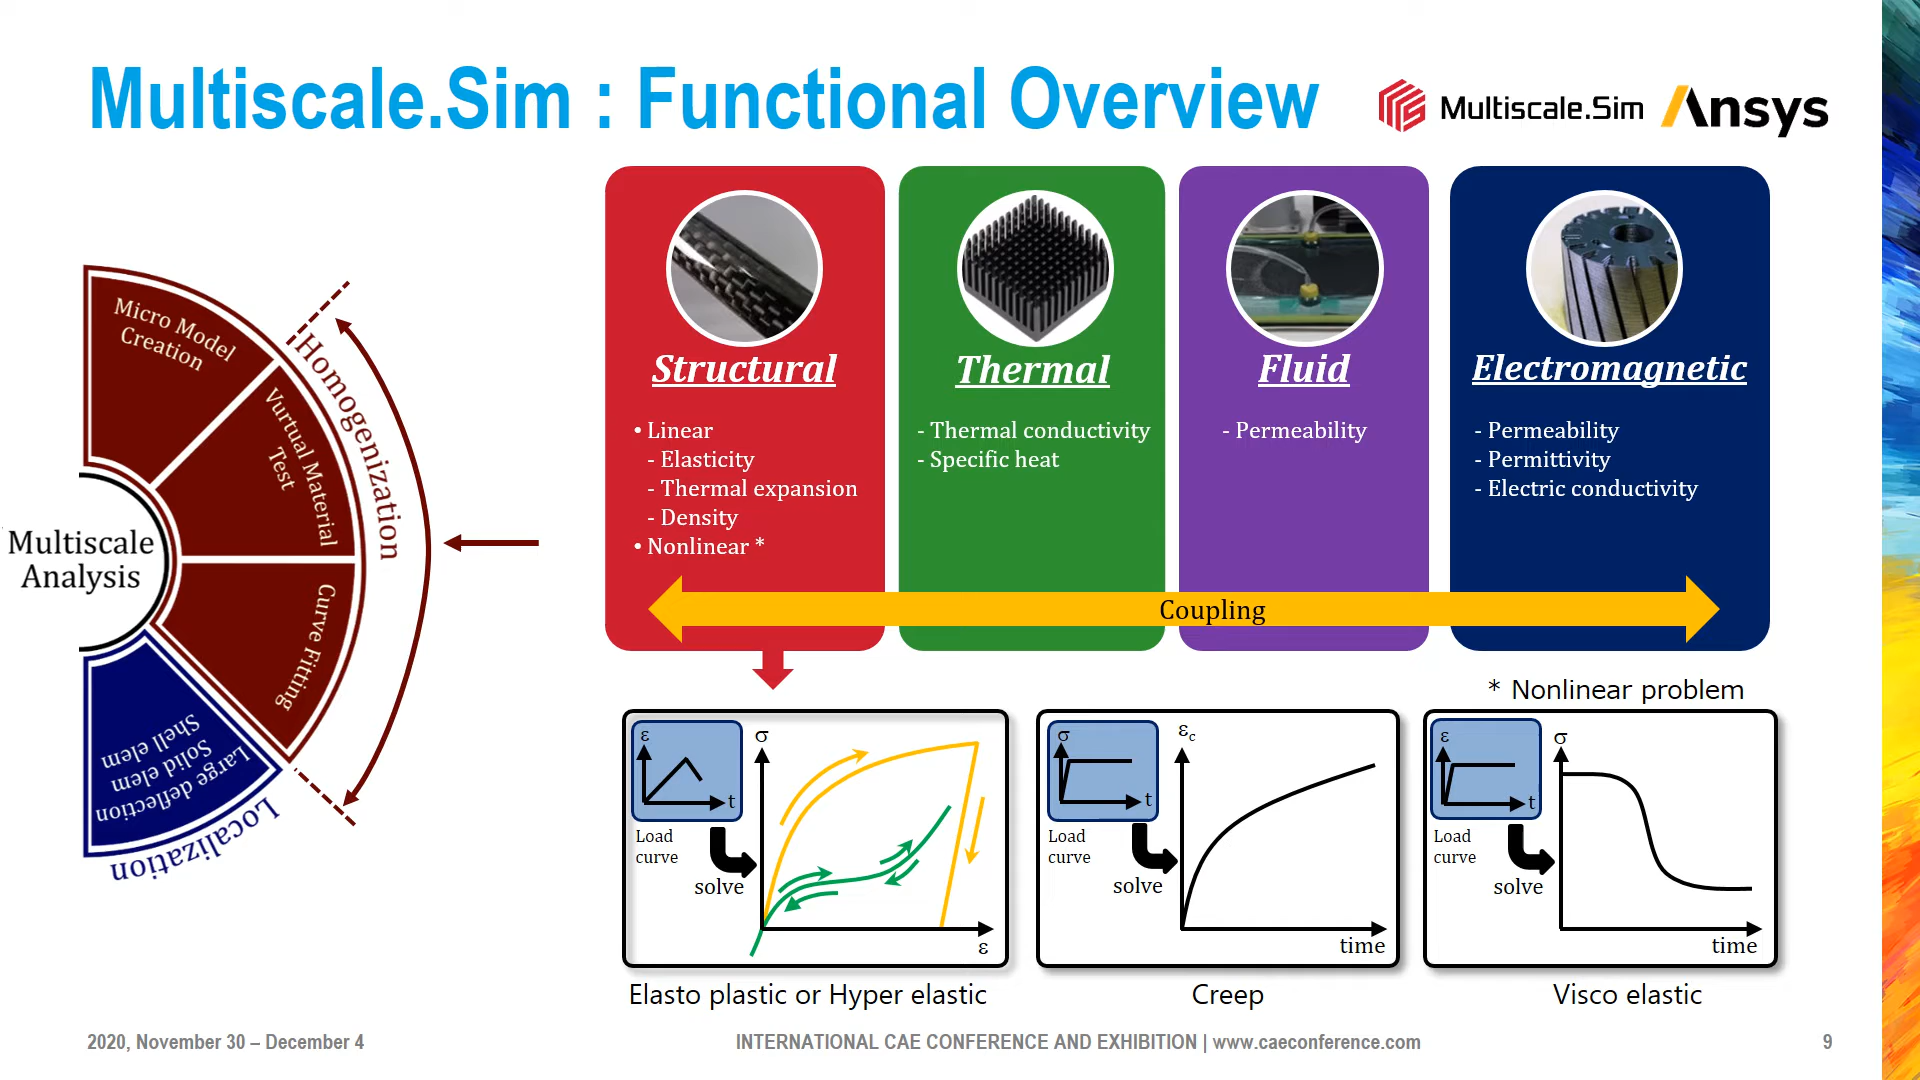 Multiscale.Sim : Functional Overview
Multiscale.Sim
Ansys
Micro Model
Creation
Vurtual Material
Test
Curve Fitting
Large deflection
Solid elem
Shell elem
Homogenization
Localization
Multiscale
Analysis
Structural
• Linear
- Elasticity
- Thermal expansion
- Density
• Nonlinear *
Thermal
- Thermal conductivity
- Specific heat
Fluid
- Permeability
Electromagnetic
- Permeability
- Permittivity
- Electric conductivity
Coupling
* Nonlinear problem
ε
t
Load
curve
solve
σ
ε
Elasto plastic or Hyper elastic
σ
t
Load
curve
solve
εc
time
Creep
ε
t
Load
curve
solve
σ
time
Visco elastic
2020, November 30 – December 4
INTERNATIONAL CAE CONFERENCE AND EXHIBITION | www.caeconference.com
9